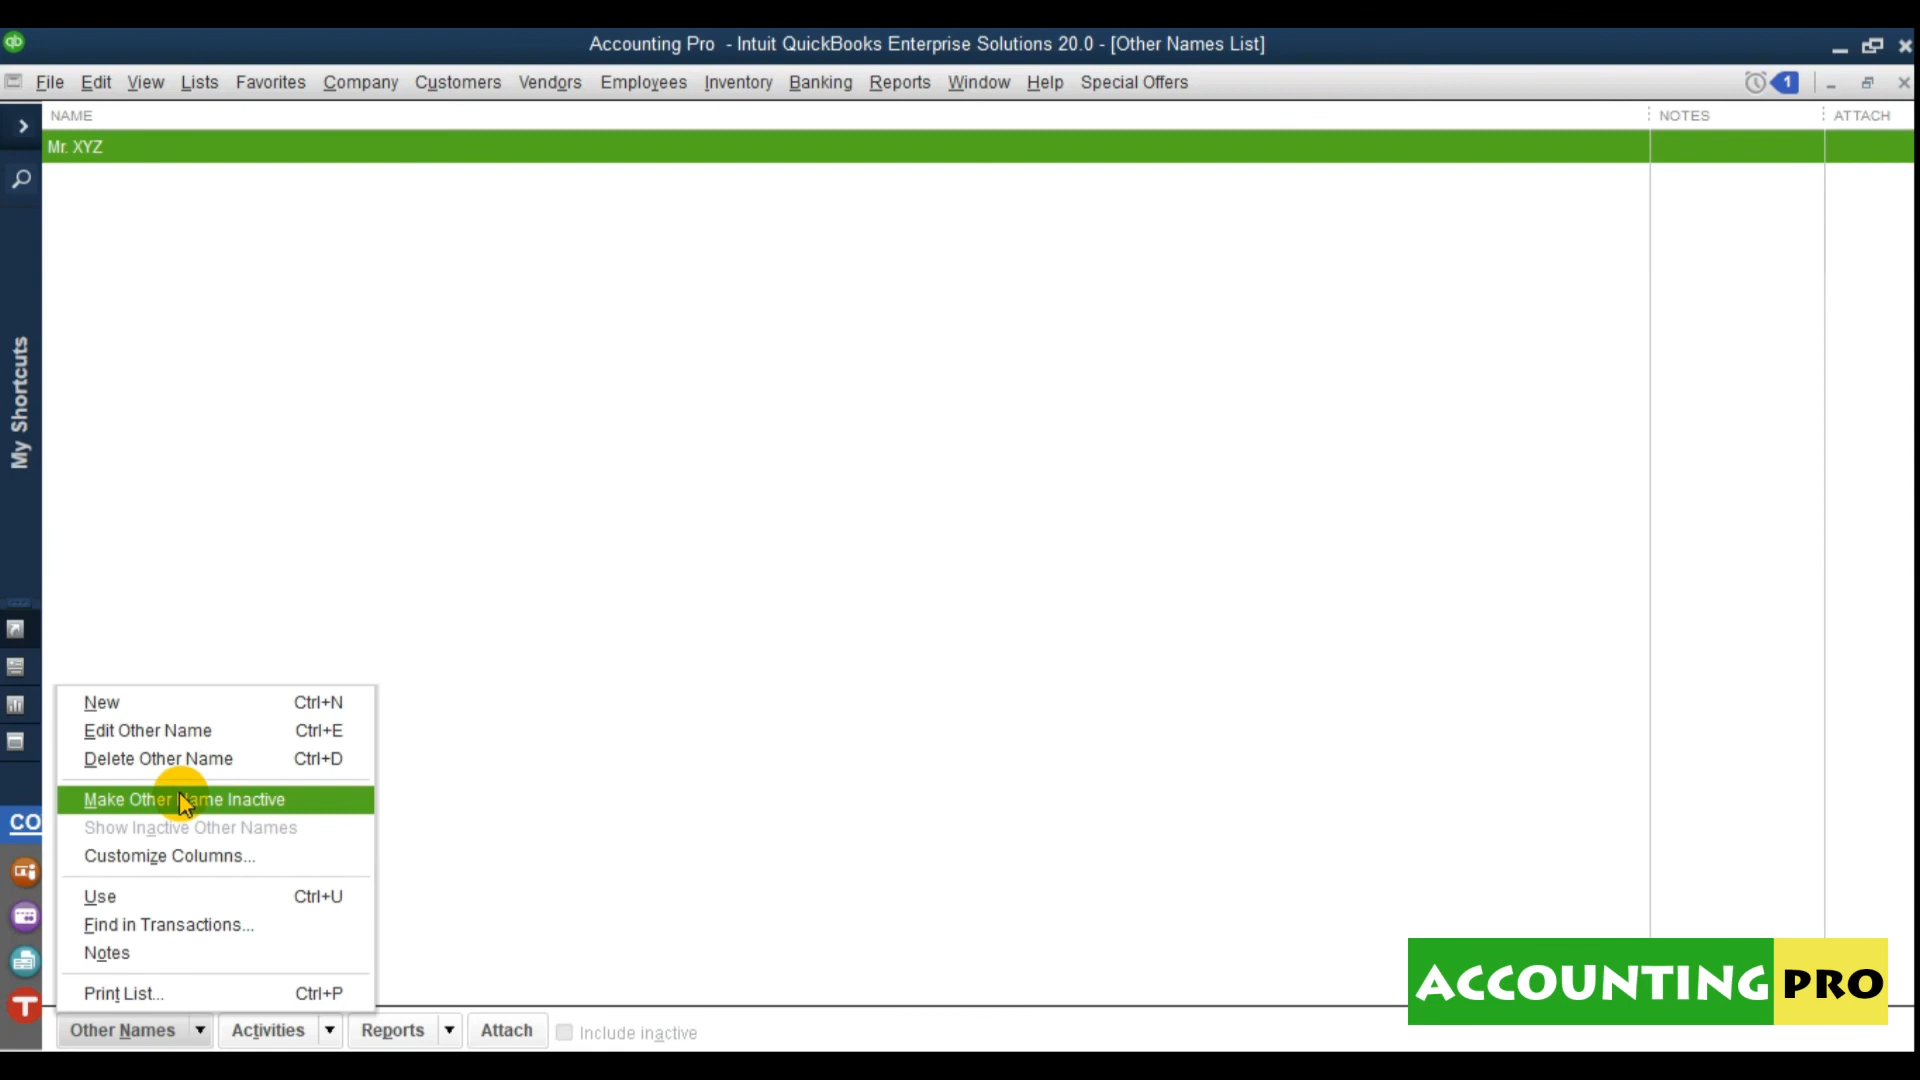 Accounting Pro - Intuit QuickBooks Enterprise Solutions 20.0 - [Other Names List]
File Edit View Lists Favorites Company Customers Vendors Employees Inventory Banking Reports Window Help Special Offers 1
NAME NOTES ATTACH
Mr. XYZ
My Shortcuts
New Ctrl+N
Edit Other Name Ctrl+E
Delete Other Name Ctrl+D
Make Other Name Inactive
Show Inactive Other Names
Customize Columns...
Use Ctrl+U
Find in Transactions...
Notes
Print List... Ctrl+P
CO
Other Names Activities Reports Attach Include inactive
ACCOUNTING PRO